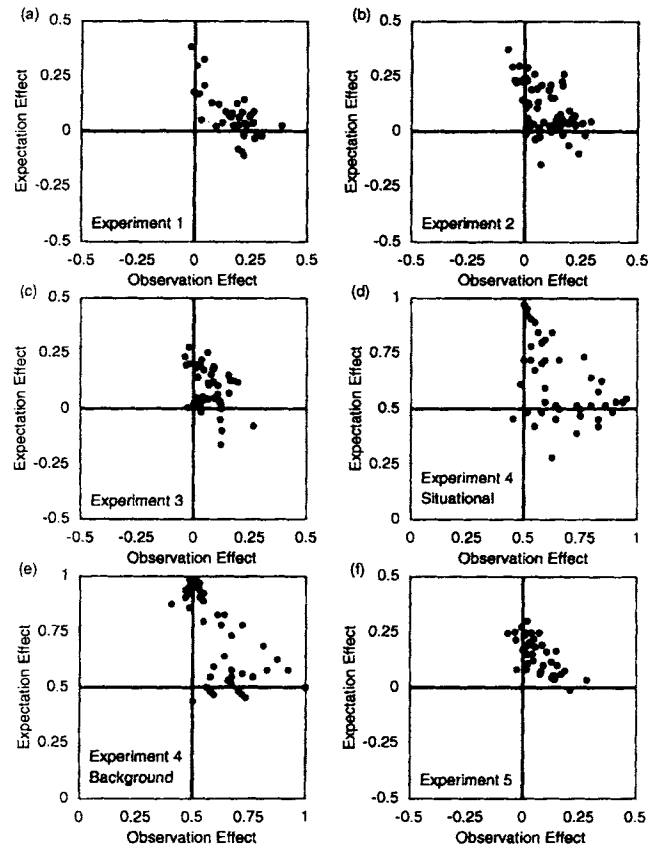 (a)
0.5
0.25
0
-0.25
-0.5
Expectation Effect
Experiment 1
-0.5 -0.25 0 0.25 0.5
Observation Effect
(b)
0.5
0.25
0
-0.25
-0.5
Expectation Effect
Experiment 2
-0.5 -0.25 0 0.25 0.5
Observation Effect
(c)
0.5
0.25
0
-0.25
-0.5
Expectation Effect
Experiment 3
-0.5 -0.25 0 0.25 0.5
Observation Effect
(d)
1
0.75
0.5
0.25
0
Expectation Effect
Experiment 4
Situational
0 0.25 0.5 0.75 1
Observation Effect
(e)
1
0.75
0.5
0.25
0
Expectation Effect
Experiment 4
Background
0 0.25 0.5 0.75 1
Observation Effect
(f)
0.5
0.25
0
-0.25
-0.5
Expectation Effect
Experiment 5
-0.5 -0.25 0 0.25 0.5
Observation Effect